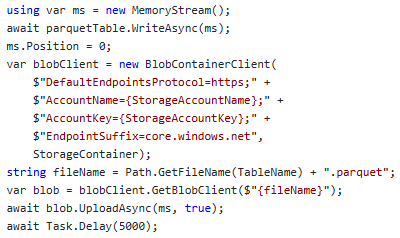 using var ms = new MemoryStream();
await parquetTable.WriteAsync(ms);
ms.Position = 0;
var blobClient = new BlobContainerClient(
    $"DefaultEndpointsProtocol=https;" +
    $"AccountName={StorageAccountName};" +
    $"AccountKey={StorageAccountKey};" +
    $"EndpointSuffix=core.windows.net",
    StorageContainer);
string fileName = Path.GetFileName(TableName) + ".parquet";
var blob = blobClient.GetBlobClient($"{fileName}");
await blob.UploadAsync(ms, true);
await Task.Delay(5000);